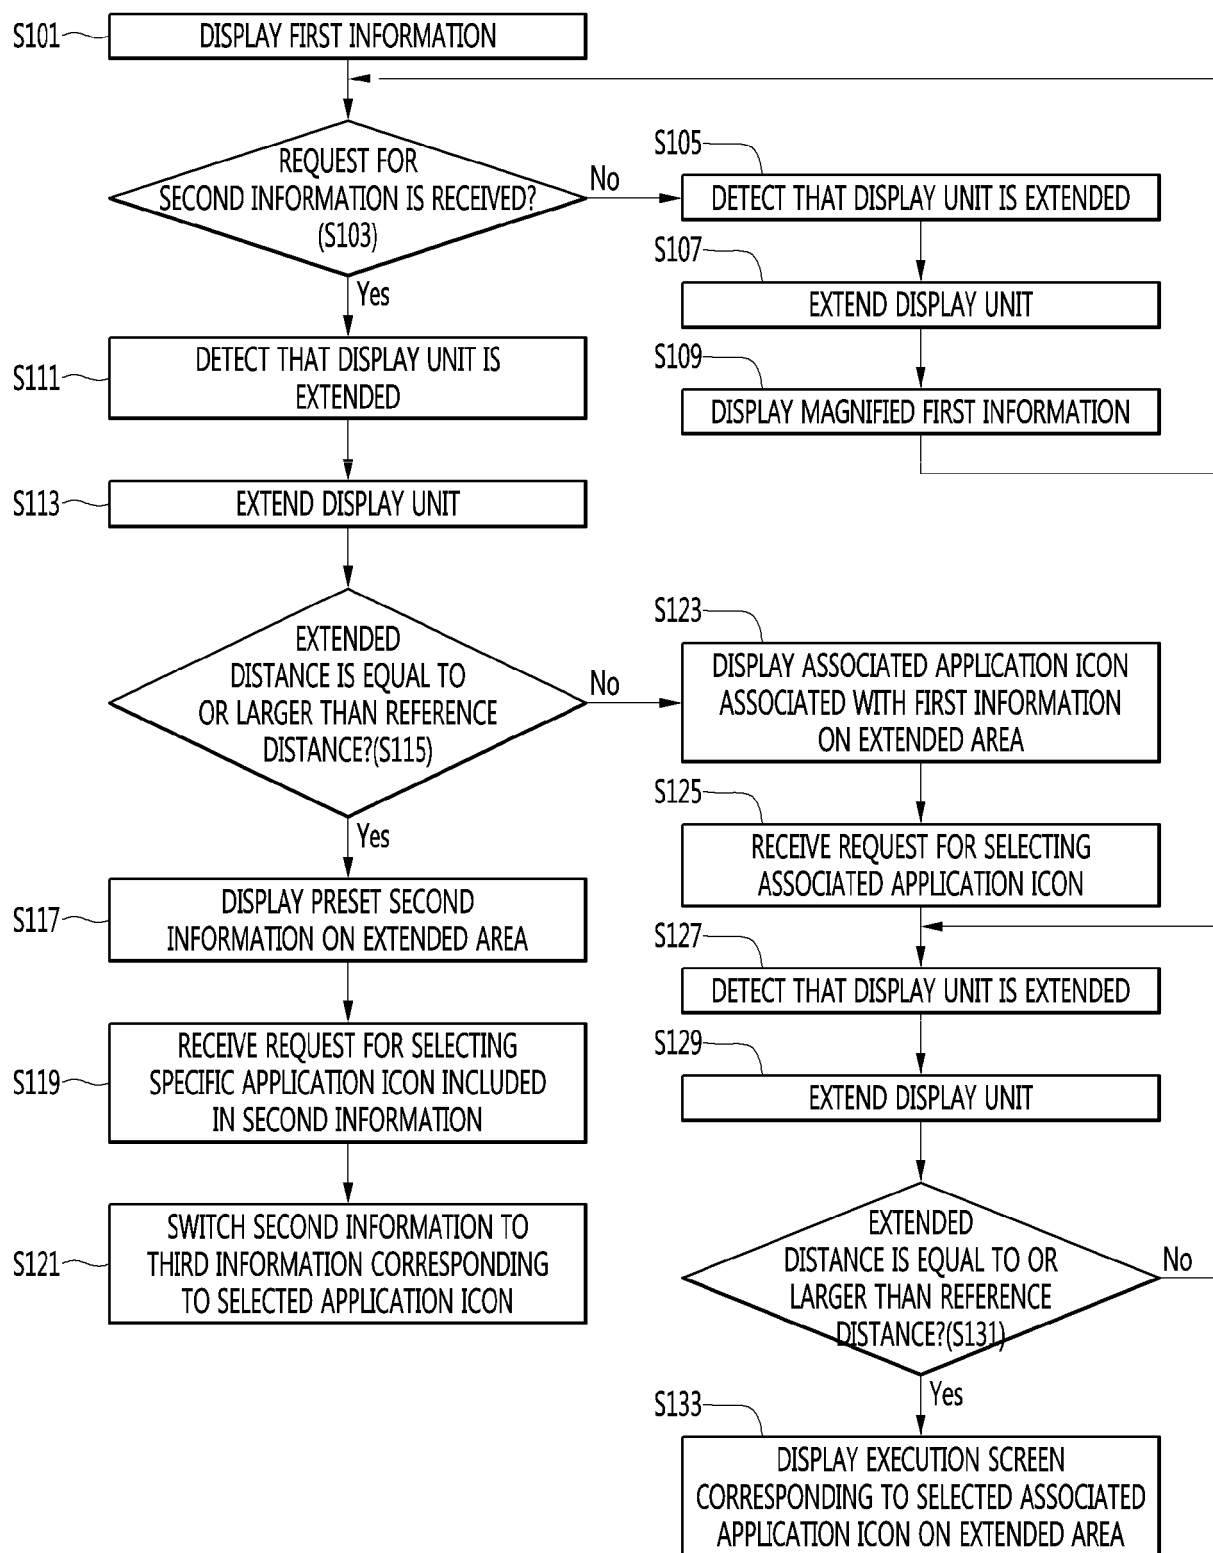 S101
DISPLAY FIRST INFORMATION
REQUEST FOR
SECOND INFORMATION IS RECEIVED?
(S103)
No
Yes
S105
DETECT THAT DISPLAY UNIT IS EXTENDED
S107
EXTEND DISPLAY UNIT
S109
DISPLAY MAGNIFIED FIRST INFORMATION
S111
DETECT THAT DISPLAY UNIT IS
EXTENDED
S113
EXTEND DISPLAY UNIT
EXTENDED
DISTANCE IS EQUAL TO
OR LARGER THAN REFERENCE
DISTANCE?(S115)
No
Yes
S117
DISPLAY PRESET SECOND
INFORMATION ON EXTENDED AREA
S119
RECEIVE REQUEST FOR SELECTING
SPECIFIC APPLICATION ICON INCLUDED
IN SECOND INFORMATION
S121
SWITCH SECOND INFORMATION TO
THIRD INFORMATION CORRESPONDING
TO SELECTED APPLICATION ICON
S123
DISPLAY ASSOCIATED APPLICATION ICON
ASSOCIATED WITH FIRST INFORMATION
ON EXTENDED AREA
S125
RECEIVE REQUEST FOR SELECTING
ASSOCIATED APPLICATION ICON
S127
DETECT THAT DISPLAY UNIT IS EXTENDED
S129
EXTEND DISPLAY UNIT
EXTENDED
DISTANCE IS EQUAL TO OR
LARGER THAN REFERENCE
DISTANCE?(S131)
No
Yes
S133
DISPLAY EXECUTION SCREEN
CORRESPONDING TO SELECTED ASSOCIATED
APPLICATION ICON ON EXTENDED AREA